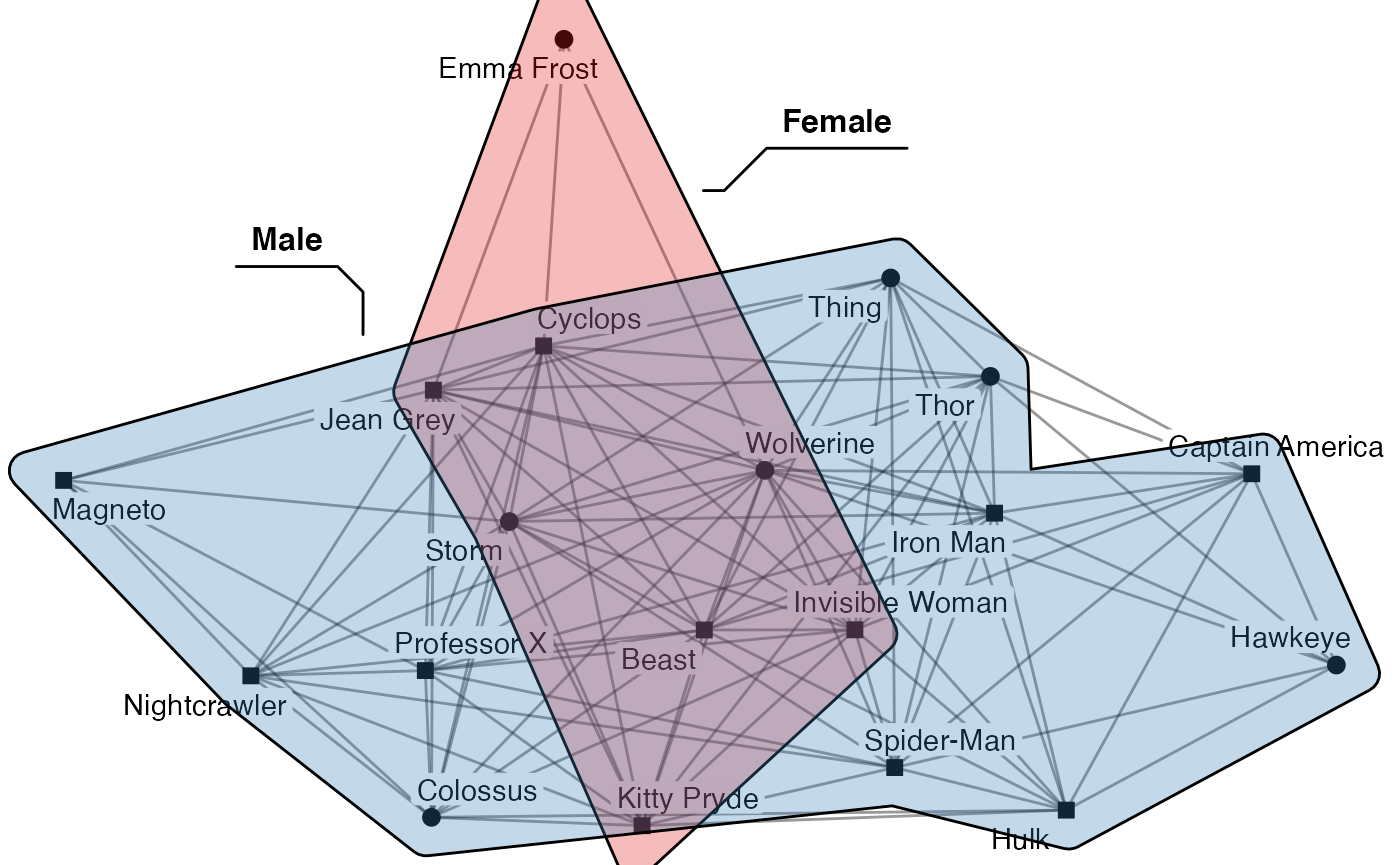 Emma Frost
Female
Male
Thing
Cyclops
Thor
Jean Grey
Wolverine
Captain America
Magneto
Storm
Iron Man
Invisible Woman
Professor X
Hawkeye
Beast
Nightcrawler
Spider-Man
Colossus
Kitty Pryde
Hulk